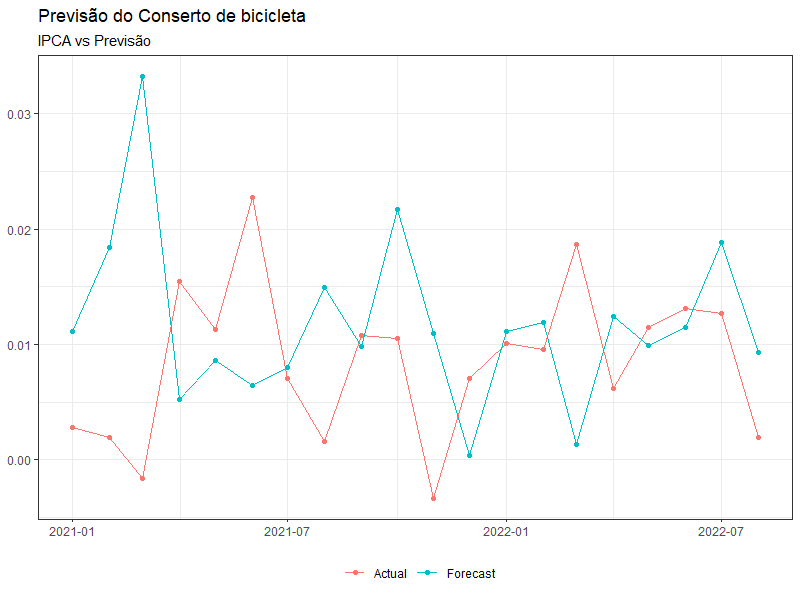 Previsão do Conserto de bicicleta
IPCA vs Previsão
0.03
0.02
0.01
0.00
2021-01 2021-07 2022-01 2022-07
Actual Forecast